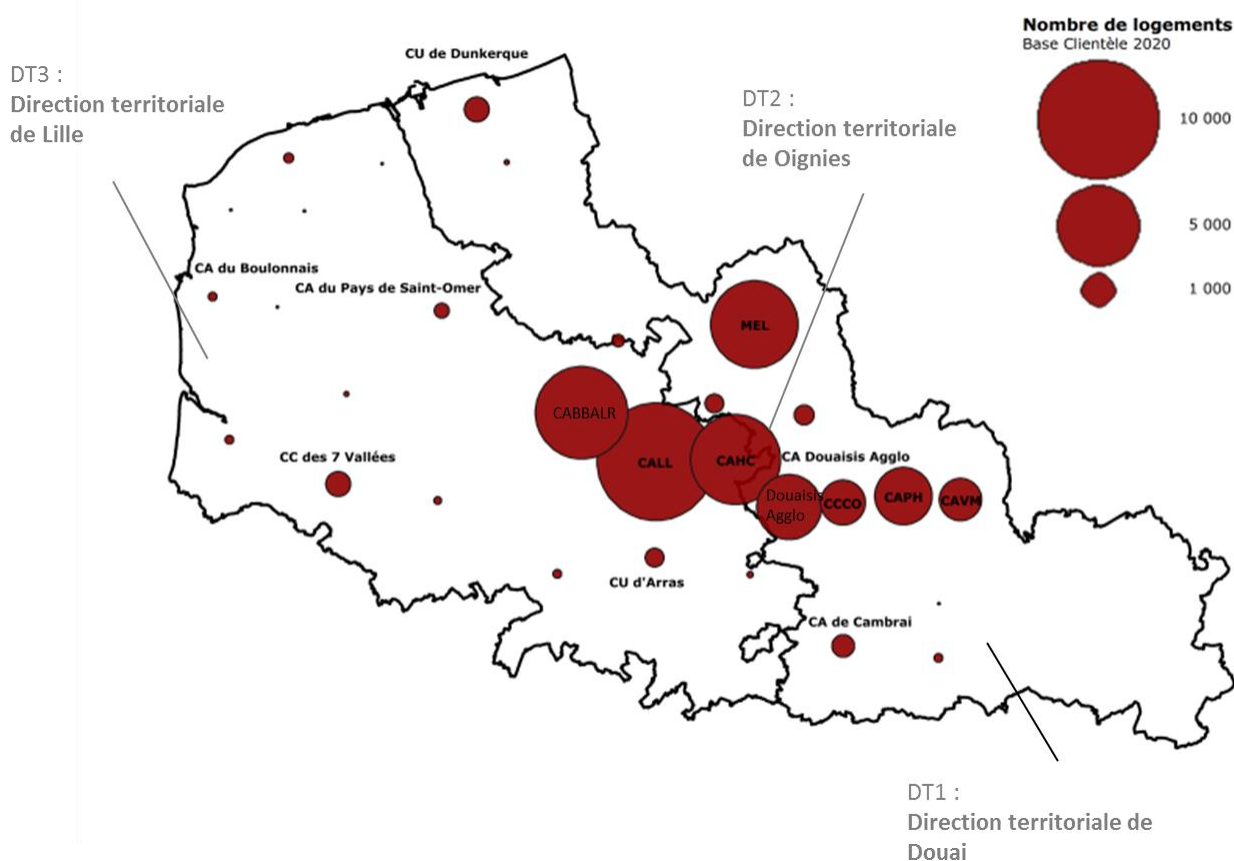 Nombre de logements
Base Clientèle 2020
10 000
5 000
1 000
CU de Dunkerque
DT3 :
Direction territoriale
de Lille
DT2 :
Direction territoriale
de Oignies
CA du Boulonnais
CA du Pays de Saint-Omer
MEL
CABBALR
CALL
CAHC
CA Douaisis Agglo
CC des 7 Vallées
Douaisis
Agglo
CCCO
CAPH
CAVM
CU d'Arras
CA de Cambrai
DT1 :
Direction territoriale de
Douai